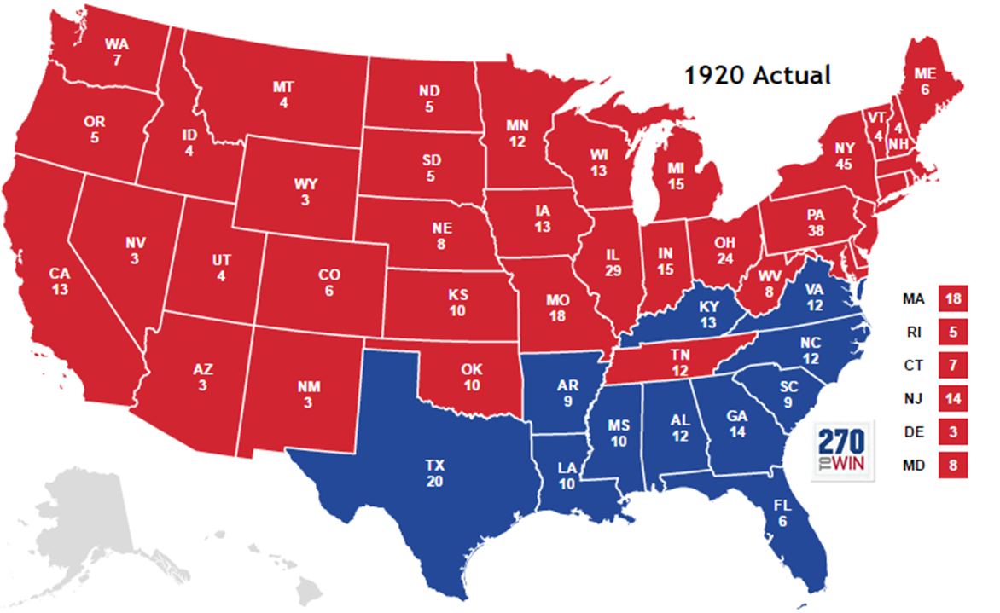 1920 Actual
WA
7
OR
5
CA
13
NV
3
ID
4
MT
4
WY
3
UT
4
CO
6
AZ
3
NM
3
ND
5
SD
5
NE
8
KS
10
OK
10
TX
20
MN
12
IA
13
MO
18
AR
9
LA
10
WI
13
IL
29
MI
15
IN
15
OH
24
KY
13
TN
12
MS
10
AL
12
GA
14
FL
6
SC
9
NC
12
VA
12
WV
8
PA
38
NY
45
VT
4
4
NH
ME
6
MA 18
RI 5
CT 7
NJ 14
DE 3
MD 8
270
TO WIN